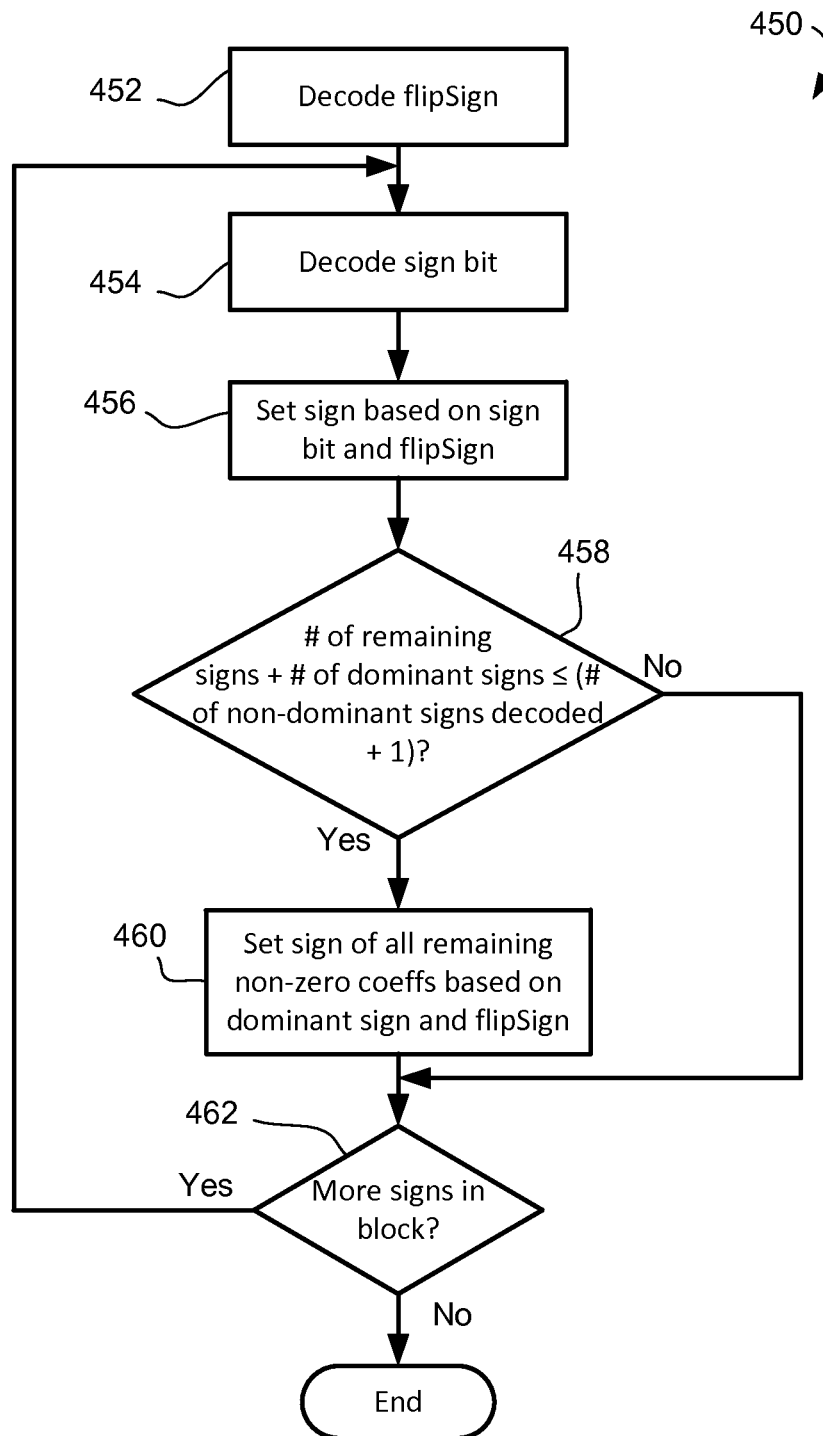 450
452
Decode flipSign
454
Decode sign bit
456
Set sign based on sign
bit and flipSign
458
# of remaining
signs + # of dominant signs ≤ (#
of non-dominant signs decoded
+ 1)?
No
Yes
460
Set sign of all remaining
non-zero coeffs based on
dominant sign and flipSign
462
Yes
More signs in
block?
No
End